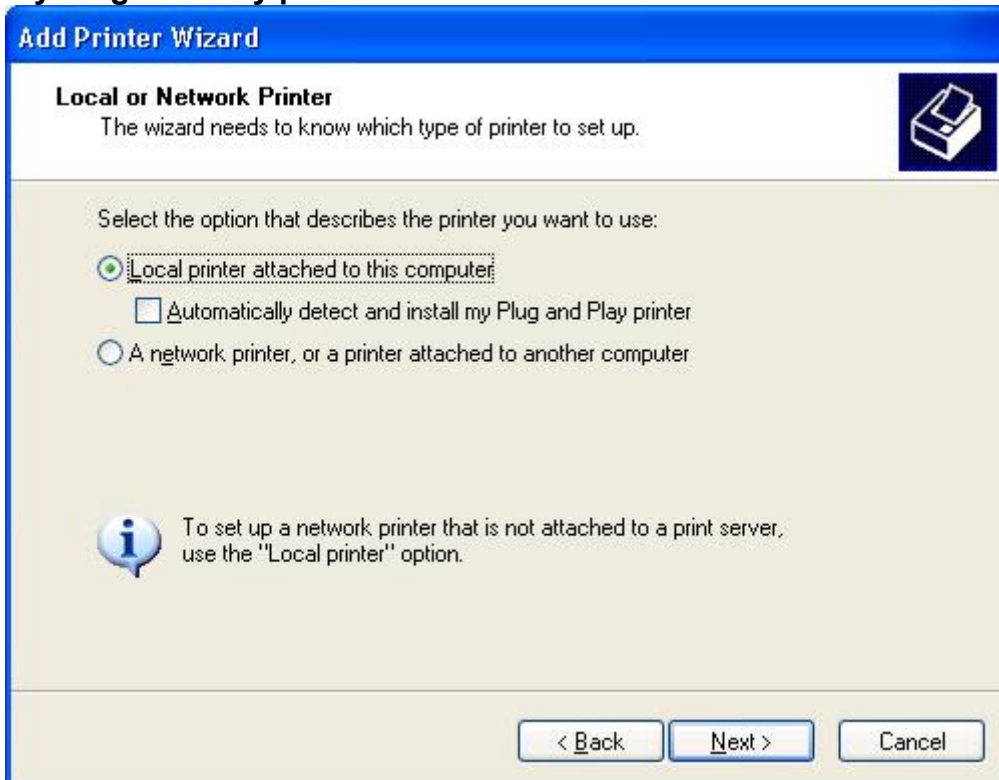 Add Printer Wizard
Local or Network Printer
The wizard needs to know which type of printer to set up.
Select the option that describes the printer you want to use:
Local printer attached to this computer
Automatically detect and install my Plug and Play printer
A network printer, or a printer attached to another computer
To set up a network printer that is not attached to a print server,
use the "Local printer" option.
< Back Next > Cancel